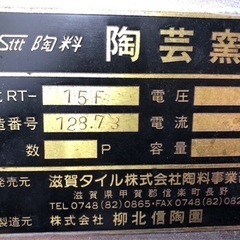 Sttt 陶料 陶芸窯
式RT- 15F 電圧
造番号 128.73 電流
数 P 容量
発売元 滋賀タイル株式会社陶料事業
滋賀県甲賀郡信楽町長野
TEL 0748(82)0865・FAX 0748(82)
製造元 株式会社 柳北信陶園